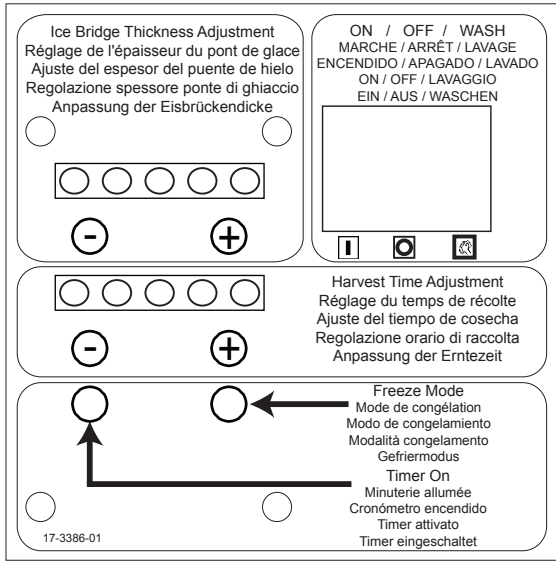 Ice Bridge Thickness Adjustment
Réglage de l'épaisseur du pont de glace
Ajuste del espesor del puente de hielo
Regolazione spessore ponte di ghiaccio
Anpassung der Eisbrückendicke
- +
ON / OFF / WASH
MARCHE / ARRÊT / LAVAGE
ENCENDIDO / APAGADO / LAVADO
ON / OFF / LAVAGGIO
EIN / AUS / WASCHEN
Harvest Time Adjustment
Réglage du temps de récolte
Ajuste del tiempo de cosecha
Regolazione orario di raccolta
Anpassung der Erntezeit
- +
Freeze Mode
Mode de congélation
Modo de congelamiento
Modalità congelamento
Gefriermodus
Timer On
Minuterie allumée
Cronómetro encendido
Timer attivato
Timer eingeschaltet
17-3386-01